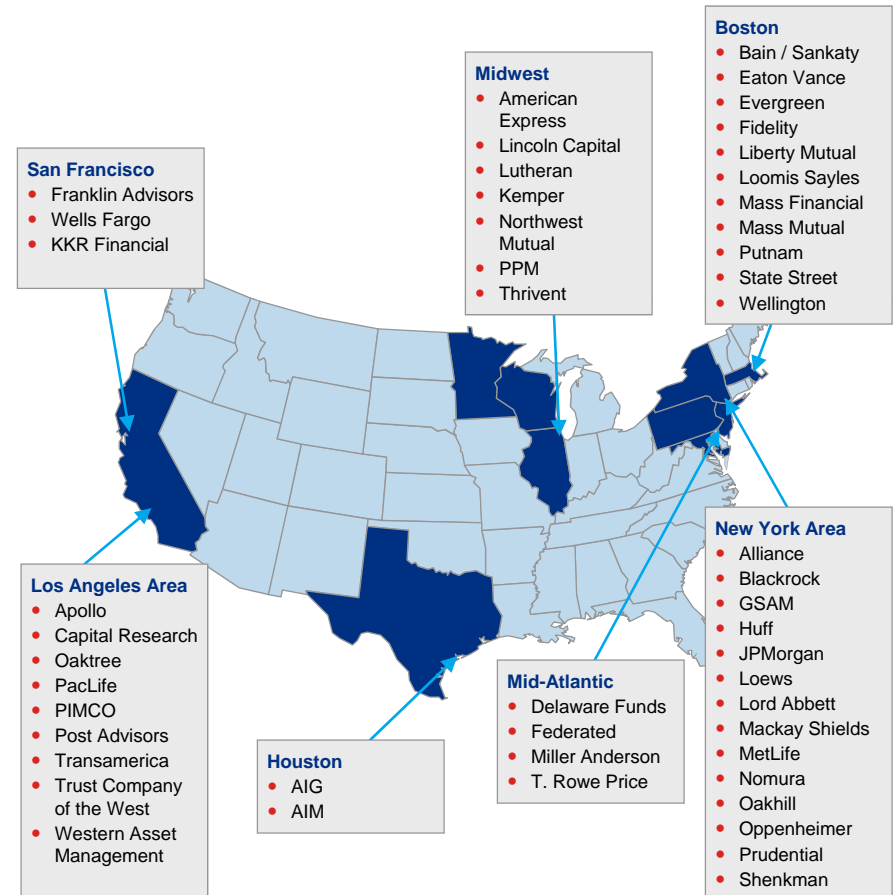 San Francisco
Franklin Advisors
Wells Fargo
KKR Financial
Midwest
American
Express
Lincoln Capital
Lutheran
Kemper
Northwest
Mutual
PPM
Thrivent
Boston
Bain / Sankaty
Eaton Vance
Evergreen
Fidelity
Liberty Mutual
Loomis Sayles
Mass Financial
Mass Mutual
Putnam
State Street
Wellington
Los Angeles Area
Apollo
Capital Research
Oaktree
PacLife
PIMCO
Post Advisors
Transamerica
Trust Company
of the West
Western Asset
Management
Houston
AIG
AIM
Mid-Atlantic
Delaware Funds
Federated
Miller Anderson
T. Rowe Price
New York Area
Alliance
Blackrock
GSAM
Huff
JPMorgan
Loews
Lord Abbett
Mackay Shields
MetLife
Nomura
Oakhill
Oppenheimer
Prudential
Shenkman